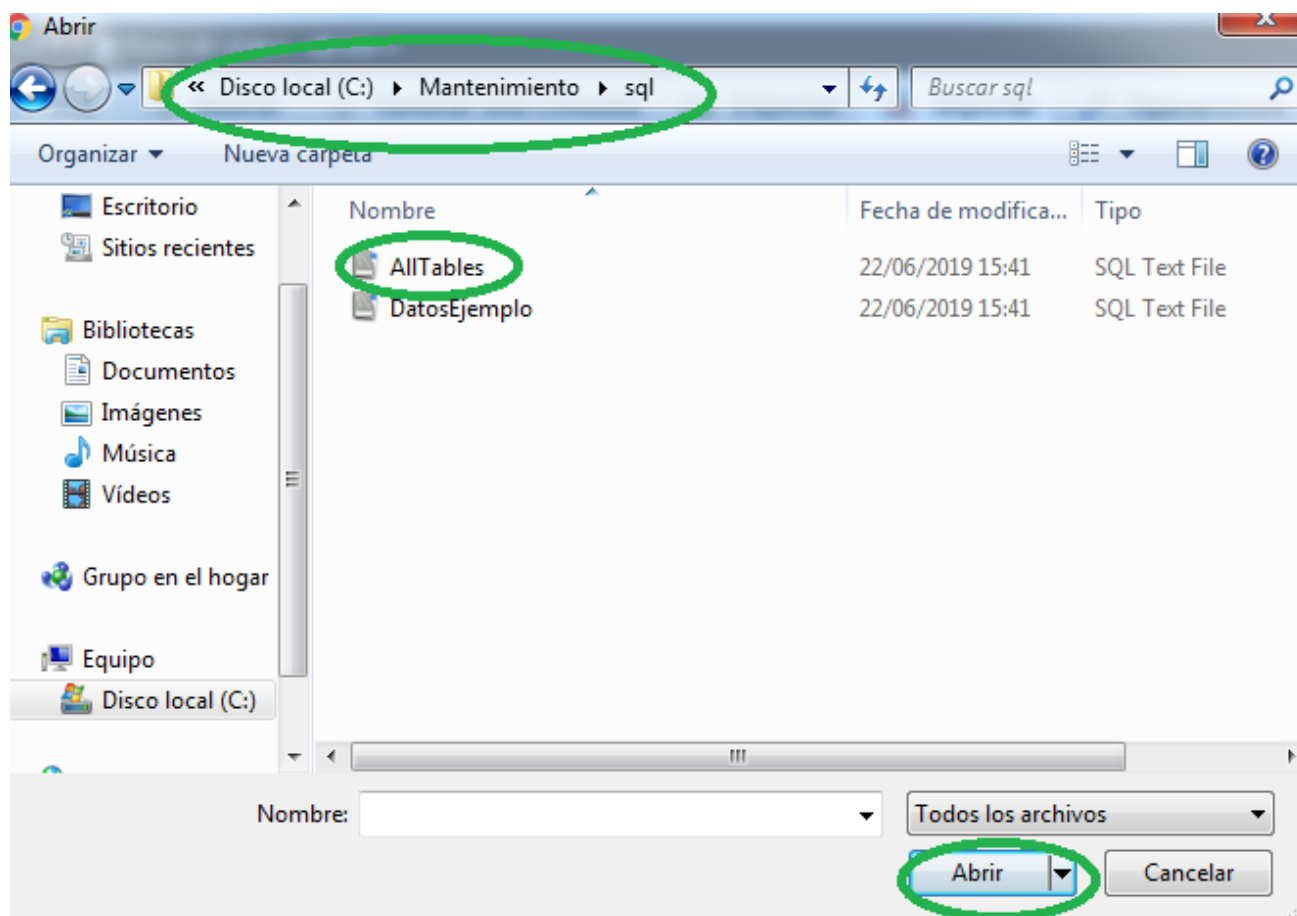 Abrir
« Disco local (C:) ▸ Mantenimiento ▸ sql
Buscar sql
Organizar
Nueva carpeta
Escritorio
Sitios recientes
Bibliotecas
Documentos
Imágenes
Música
Vídeos
Grupo en el hogar
Equipo
Disco local (C:)
Nombre Fecha de modifica... Tipo
AllTables 22/06/2019 15:41 SQL Text File
DatosEjemplo 22/06/2019 15:41 SQL Text File
Nombre:
Todos los archivos
Abrir
Cancelar